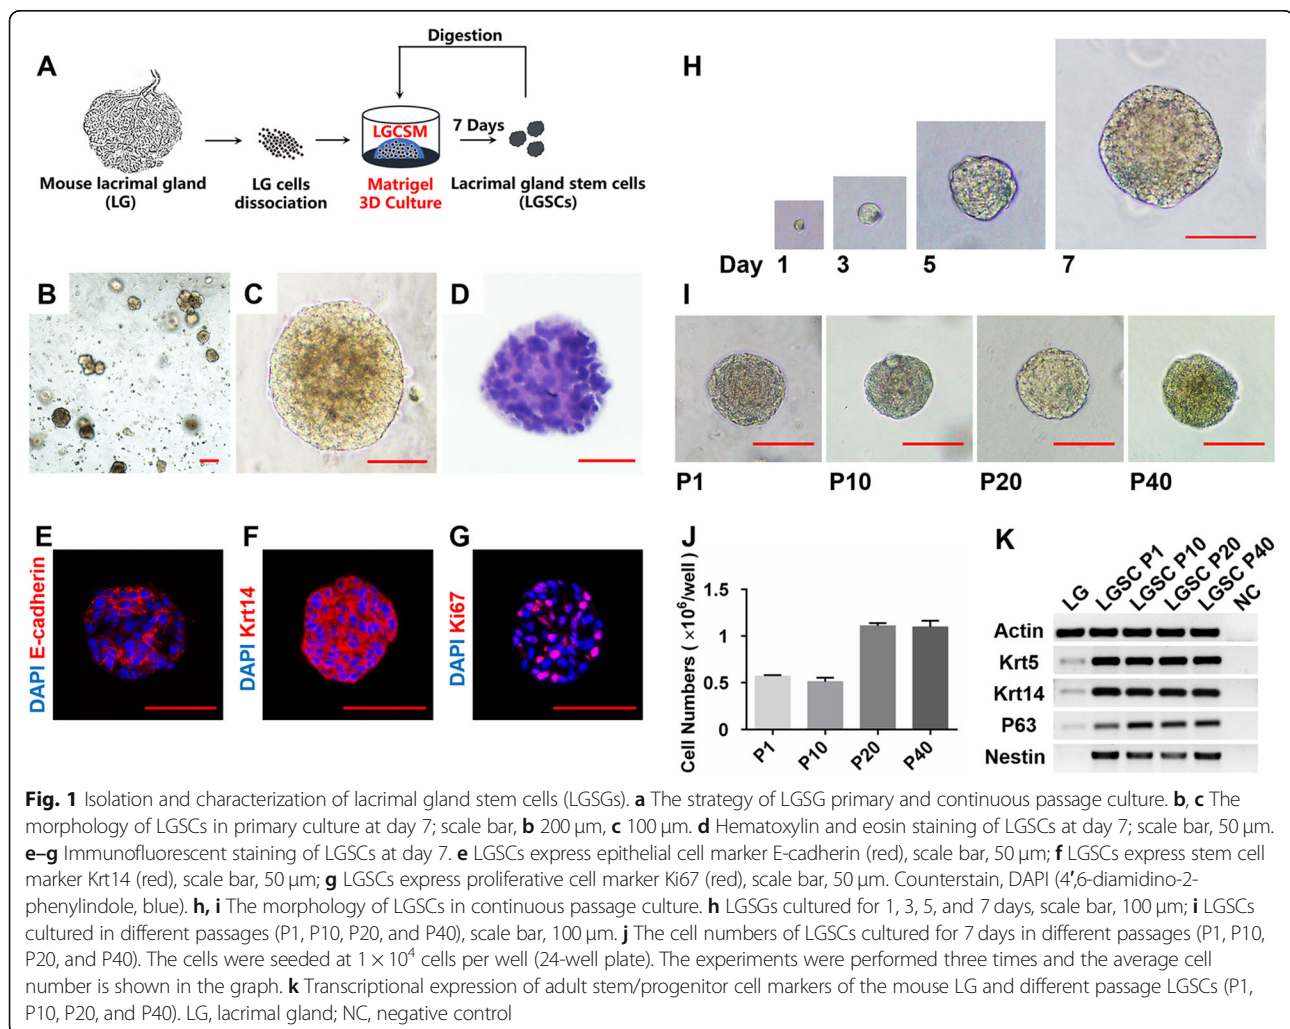 A
Digestion
LGCSM
7 Days
Mouse lacrimal gland
(LG)
LG cells
dissociation
Matrigel
3D Culture
Lacrimal gland stem cells
(LGSCs)
H
Day 1 3 5 7
B C D
I
P1 P10 P20 P40
E F G
DAPI E-cadherin
DAPI Krt14
DAPI Ki67
J
Cell Numbers ( ×10⁶/well )
1.5
1
0.5
0
P1 P10 P20 P40
K
LG LGSC P1 LGSC P10 LGSC P20 LGSC P40 NC
Actin
Krt5
Krt14
P63
Nestin
Fig. 1 Isolation and characterization of lacrimal gland stem cells (LGSGs). a The strategy of LGSG primary and continuous passage culture. b, c The
morphology of LGSCs in primary culture at day 7; scale bar, b 200 μm, c 100 μm. d Hematoxylin and eosin staining of LGSCs at day 7; scale bar, 50 μm.
e–g Immunofluorescent staining of LGSCs at day 7. e LGSCs express epithelial cell marker E-cadherin (red), scale bar, 50 μm; f LGSCs express stem cell
marker Krt14 (red), scale bar, 50 μm; g LGSCs express proliferative cell marker Ki67 (red), scale bar, 50 μm. Counterstain, DAPI (4′,6-diamidino-2-
phenylindole, blue). h, i The morphology of LGSCs in continuous passage culture. h LGSGs cultured for 1, 3, 5, and 7 days, scale bar, 100 μm; i LGSCs
cultured in different passages (P1, P10, P20, and P40), scale bar, 100 μm. j The cell numbers of LGSCs cultured for 7 days in different passages (P1, P10,
P20, and P40). The cells were seeded at 1 × 10⁴ cells per well (24-well plate). The experiments were performed three times and the average cell
number is shown in the graph. k Transcriptional expression of adult stem/progenitor cell markers of the mouse LG and different passage LGSCs (P1,
P10, P20, and P40). LG, lacrimal gland; NC, negative control